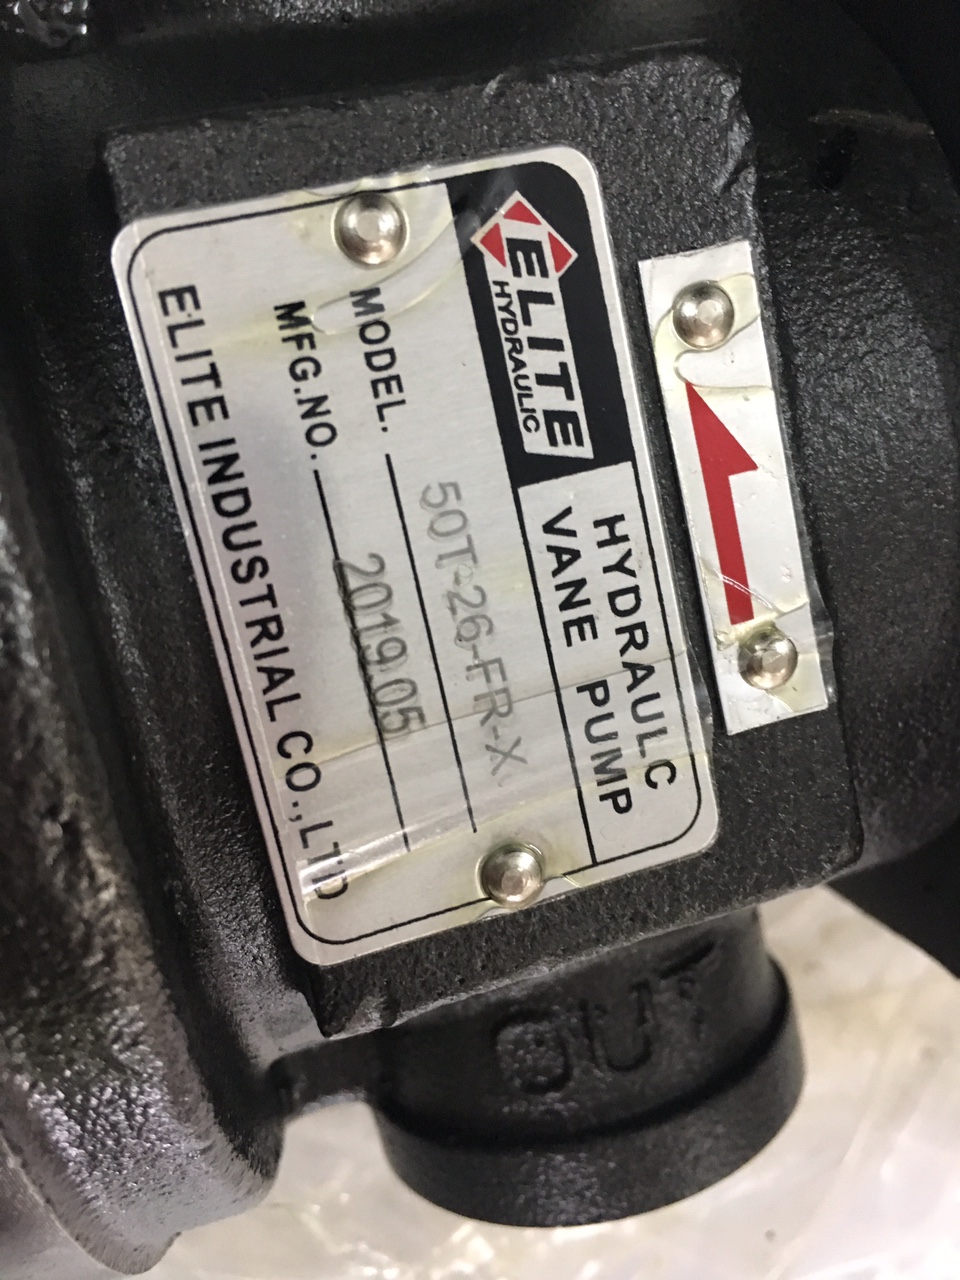 ELITE
HYDRAULIC
HYDRAULC
VANE PUMP
MODEL. 50T-26-FR-X
MFG.NO. 2019.05
ELITE INDUSTRIAL CO.,LTD
OUT